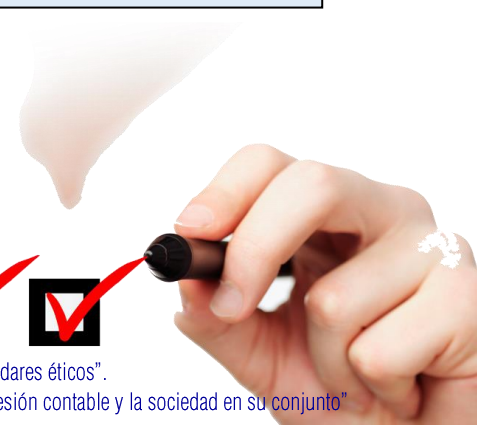 dares éticos”.
esión contable y la sociedad en su conjunto”